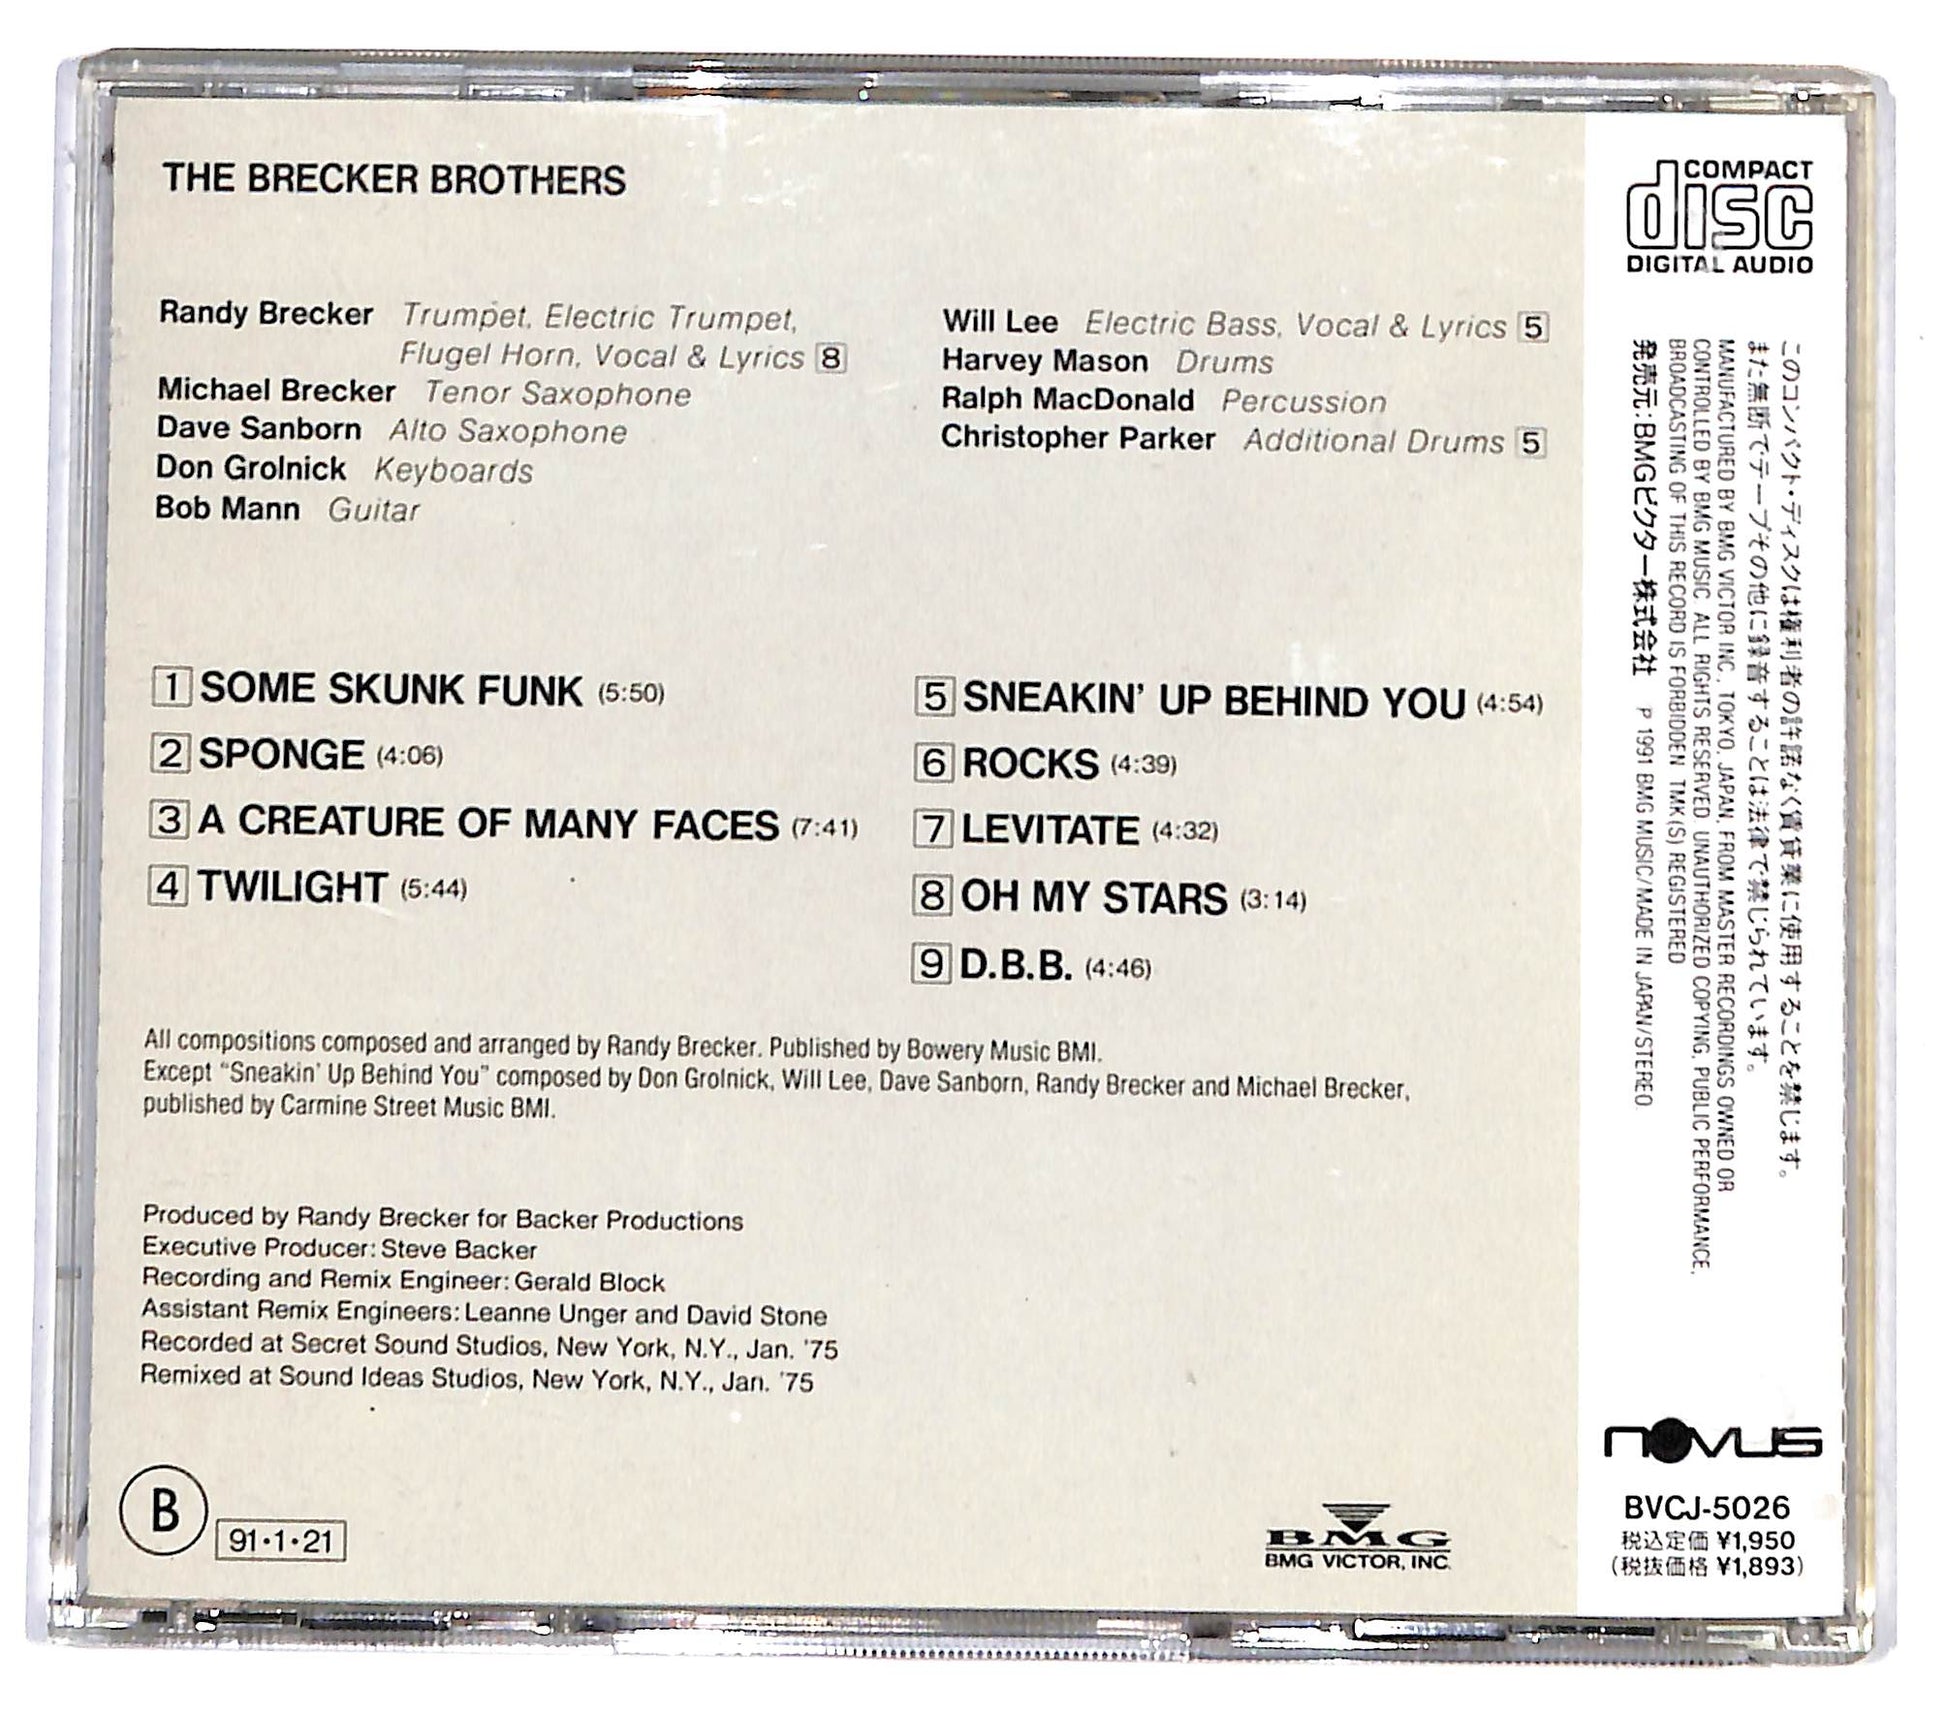 THE BRECKER BROTHERS
Randy Brecker Trumpet, Electric Trumpet,
Flugel Horn, Vocal & Lyrics 8
Michael Brecker Tenor Saxophone
Dave Sanborn Alto Saxophone
Don Grolnick Keyboards
Bob Mann Guitar
Will Lee Electric Bass, Vocal & Lyrics 5
Harvey Mason Drums
Ralph MacDonald Percussion
Christopher Parker Additional Drums 5
1 SOME SKUNK FUNK (5:50)
2 SPONGE (4:06)
3 A CREATURE OF MANY FACES (7:41)
4 TWILIGHT (5:44)
5 SNEAKIN' UP BEHIND YOU (4:54)
6 ROCKS (4:39)
7 LEVITATE (4:32)
8 OH MY STARS (3:14)
9 D.B.B. (4:46)
All compositions composed and arranged by Randy Brecker. Published by Bowery Music BMI.
Except "Sneakin' Up Behind You" composed by Don Grolnick, Will Lee, Dave Sanborn, Randy Brecker and Michael Brecker,
published by Carmine Street Music BMI.
Produced by Randy Brecker for Backer Productions
Executive Producer: Steve Backer
Recording and Remix Engineer: Gerald Block
Assistant Remix Engineers: Leanne Unger and David Stone
Recorded at Secret Sound Studios, New York, N.Y., Jan. '75
Remixed at Sound Ideas Studios, New York, N.Y., Jan. '75
B
91・1・21
BMG
BMG VICTOR, INC.
COMPACT
disc
DIGITAL AUDIO
このコンパクト・ディスクは権利者の許諾なく賃貸業に使用することを禁じます。
また無断でテープその他に録音することは法律で禁じられています。
MANUFACTURED BY BMG VICTOR INC., TOKYO, JAPAN, FROM MASTER RECORDINGS OWNED OR
CONTROLLED BY BMG MUSIC. ALL RIGHTS RESERVED. UNAUTHORIZED COPYING, PUBLIC PERFORMANCE,
BROADCASTING OF THIS RECORD IS FORBIDDEN. TMK(S) REGISTERED
発売元:BMGビクター株式会社 P 1991 BMG MUSIC/MADE IN JAPAN/STEREO
NOVUS
BVCJ-5026
税込定価 ¥1,950
(税抜価格 ¥1,893)